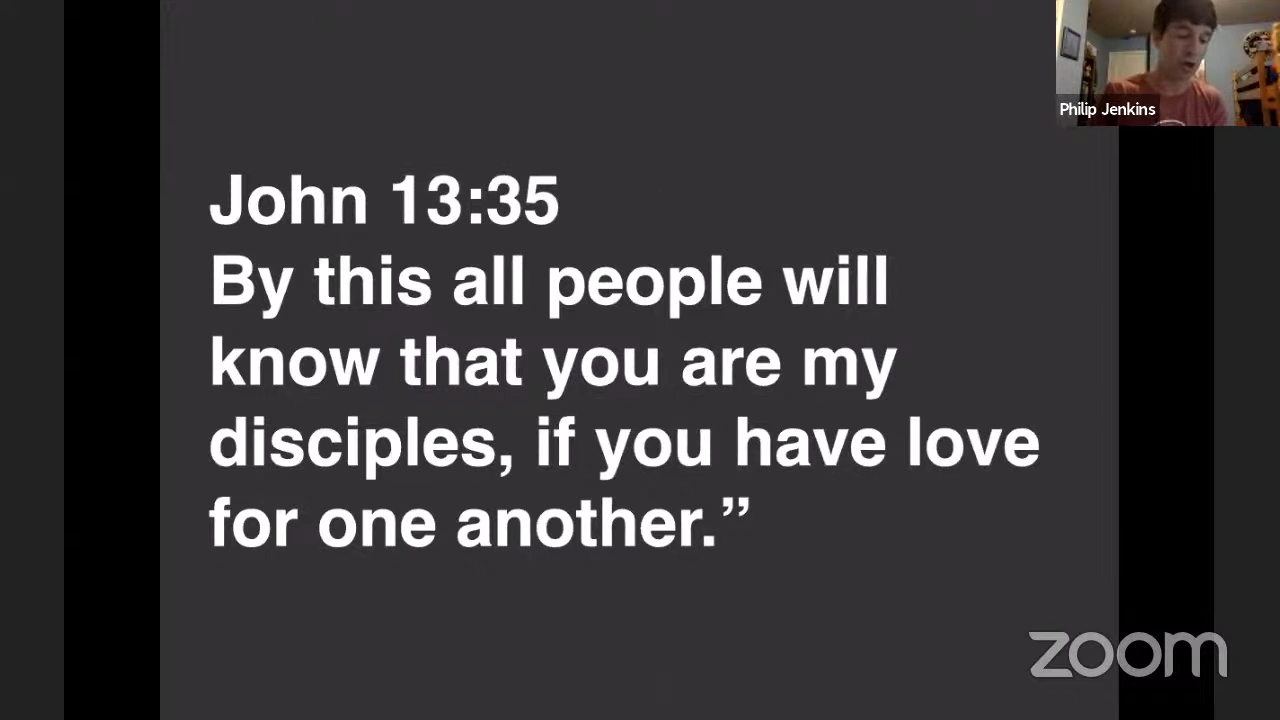 Philip Jenkins
John 13:35
By this all people will
know that you are my
disciples, if you have love
for one another.”
zoom